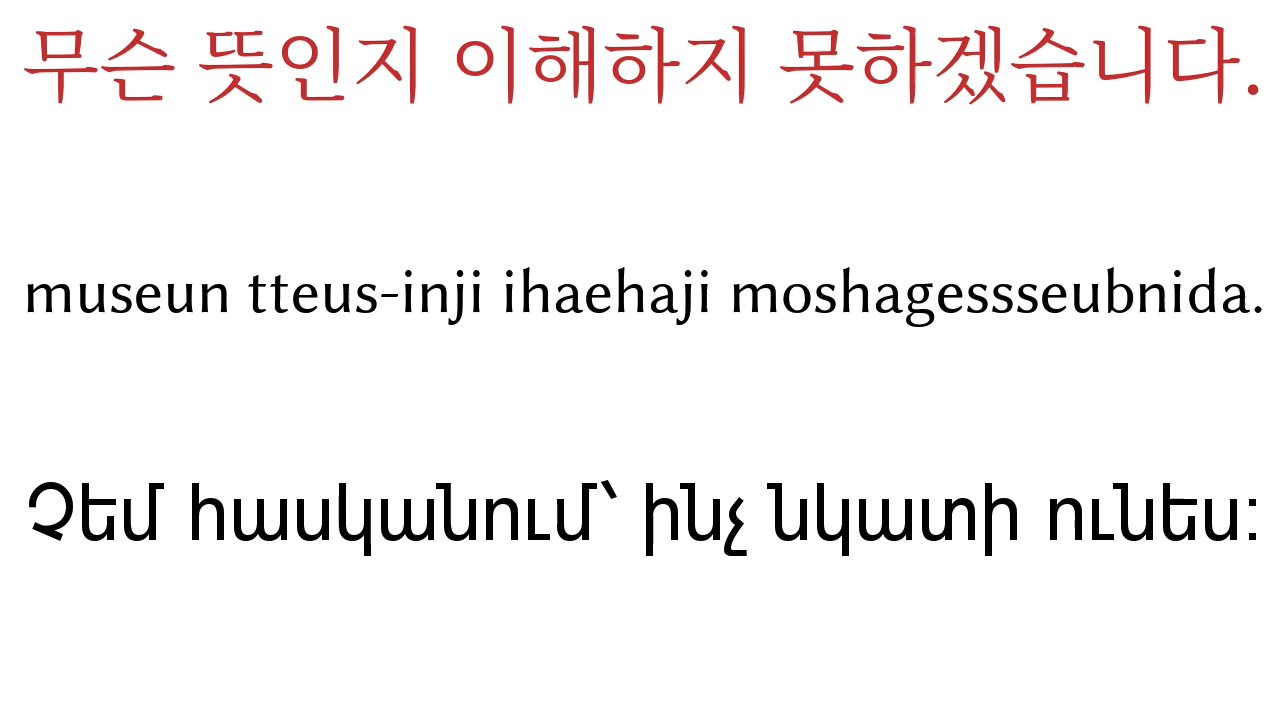 무슨 뜻인지 이해하지 못하겠습니다.
museun tteus-inji ihaehaji moshagessseubnida.
Չեմ հասկանում՝ ինչ նկատի ունես: